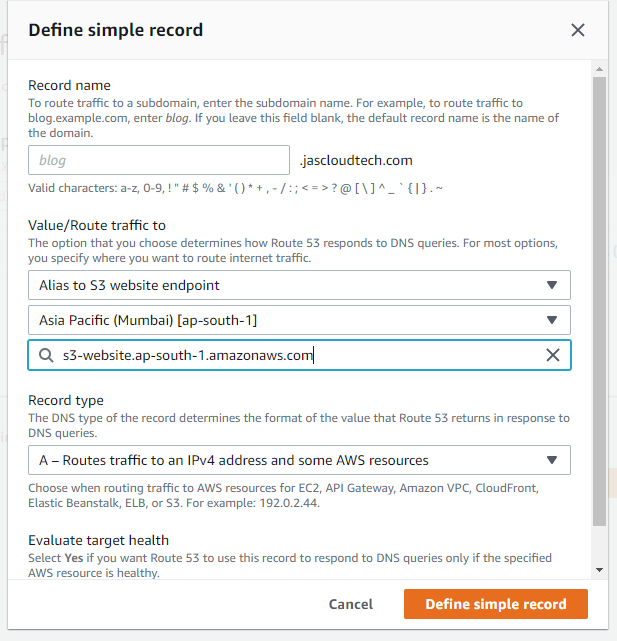 Define simple record
Record name
To route traffic to a subdomain, enter the subdomain name. For example, to route traffic to
blog.example.com, enter blog. If you leave this field blank, the default record name is the name of
the domain.
blog
.jascloudtech.com
Valid characters: a-z, 0-9, ! " # $ % & ' ( ) * + , - / : ; < = > ? @ [ \ ] ^ _ ` { | } . ~
Value/Route traffic to
The option that you choose determines how Route 53 responds to DNS queries. For most options,
you specify where you want to route internet traffic.
Alias to S3 website endpoint
Asia Pacific (Mumbai) [ap-south-1]
s3-website.ap-south-1.amazonaws.com
Record type
The DNS type of the record determines the format of the value that Route 53 returns in response to
DNS queries.
A – Routes traffic to an IPv4 address and some AWS resources
Choose when routing traffic to AWS resources for EC2, API Gateway, Amazon VPC, CloudFront,
Elastic Beanstalk, ELB, or S3. For example: 192.0.2.44.
Evaluate target health
Select Yes if you want Route 53 to use this record to respond to DNS queries only if the specified
AWS resource is healthy.
Cancel
Define simple record